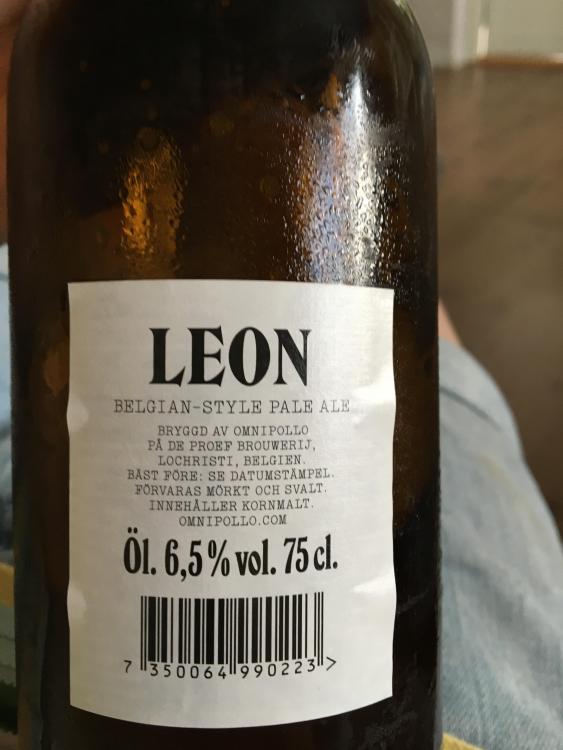 LEON
BELGIAN-STYLE PALE ALE
BRYGGD AV OMNIPOLLO
PÅ DE PROEF BROUWERIJ,
LOCHRISTI, BELGIEN.
BÄST FÖRE: SE DATUMSTÄMPEL.
FÖRVARAS MÖRKT OCH SVALT.
INNEHÅLLER KORNMALT.
OMNIPOLLO.COM
Öl. 6,5% vol. 75 cl.
7 350064 990223 >